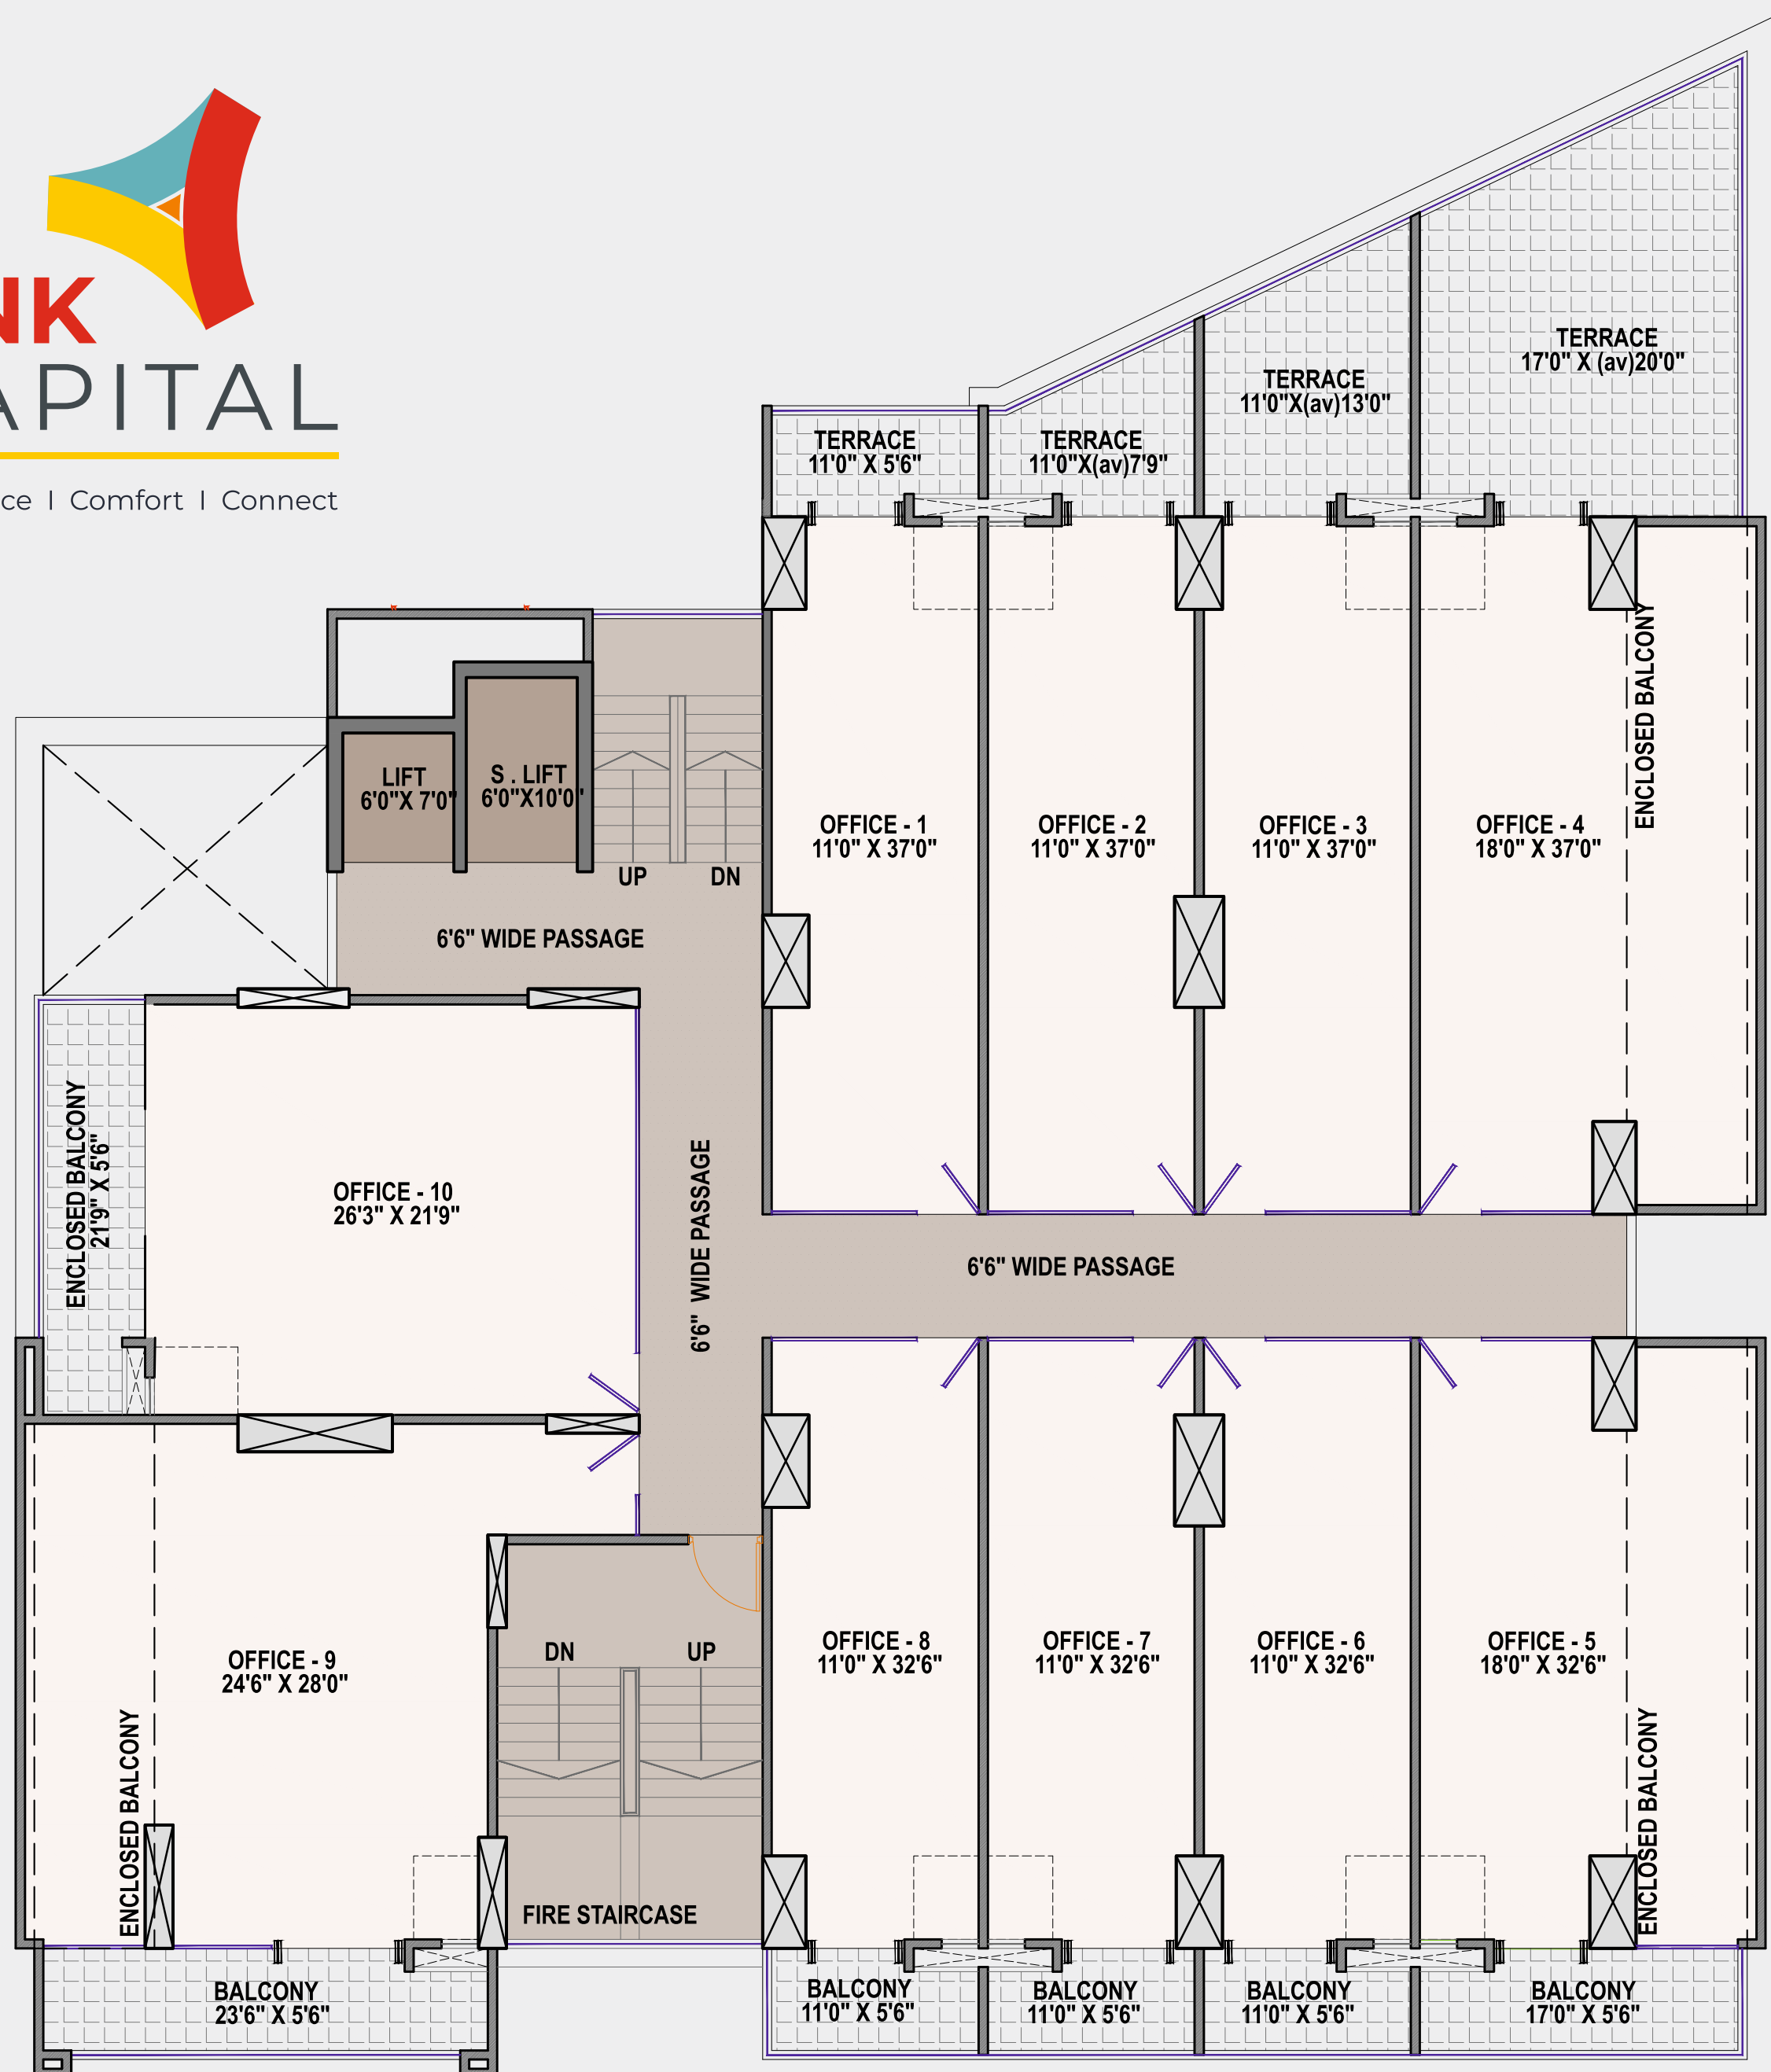 NK
APITAL
ce I Comfort I Connect
TERRACE
17'0" X (av)20'0"
TERRACE
11'0"X(av)13'0"
TERRACE
11'0" X 5'6"
TERRACE
11'0"X(av)7'9"
ENCLOSED BALCONY
LIFT
6'0"X 7'0"
S . LIFT
6'0"X10'0"
UP
DN
OFFICE - 1
11'0" X 37'0"
OFFICE - 2
11'0" X 37'0"
OFFICE - 3
11'0" X 37'0"
OFFICE - 4
18'0" X 37'0"
6'6" WIDE PASSAGE
ENCLOSED BALCONY
21'9" X 5'6"
OFFICE - 10
26'3" X 21'9"
6'6" WIDE PASSAGE
6'6" WIDE PASSAGE
OFFICE - 9
24'6" X 28'0"
DN
UP
OFFICE - 8
11'0" X 32'6"
OFFICE - 7
11'0" X 32'6"
OFFICE - 6
11'0" X 32'6"
OFFICE - 5
18'0" X 32'6"
ENCLOSED BALCONY
ENCLOSED BALCONY
FIRE STAIRCASE
BALCONY
23'6" X 5'6"
BALCONY
11'0" X 5'6"
BALCONY
11'0" X 5'6"
BALCONY
11'0" X 5'6"
BALCONY
17'0" X 5'6"